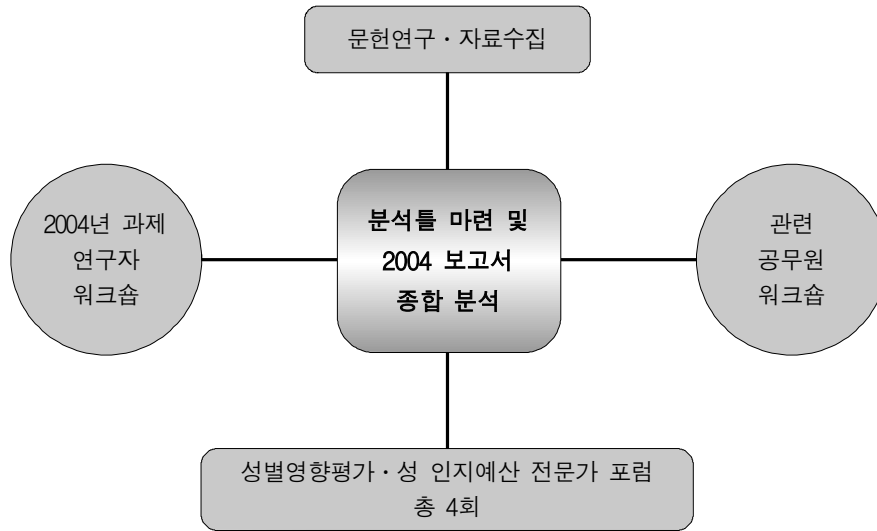 문헌연구·자료수집
2004년 과제
연구자
워크숍
분석틀 마련 및
2004 보고서
종합 분석
관련
공무원
워크숍
성별영향평가·성 인지예산 전문가 포럼
총 4회